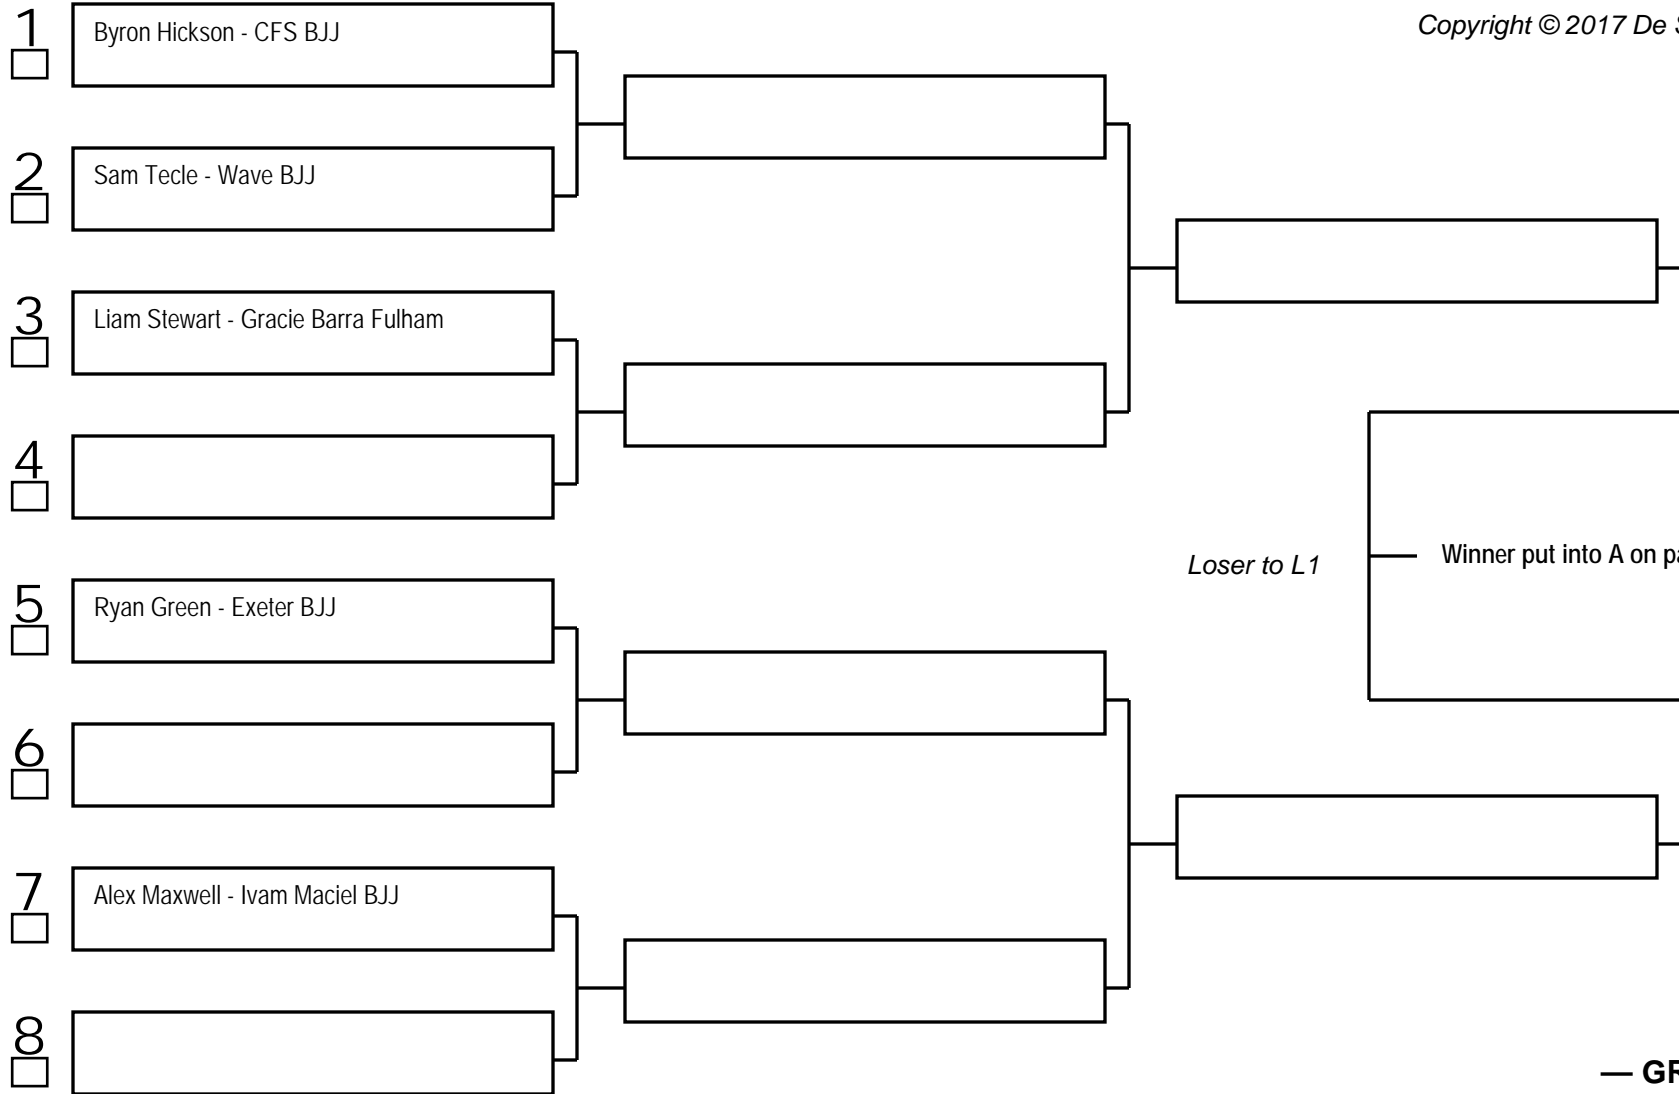 Copyright © 2017 De
1
Byron Hickson - CFS BJJ
2
Sam Tecle - Wave BJJ
3
Liam Stewart - Gracie Barra Fulham
4
5
Ryan Green - Exeter BJJ
6
7
Alex Maxwell - Ivam Maciel BJJ
8
Loser to L1
Winner put into A on